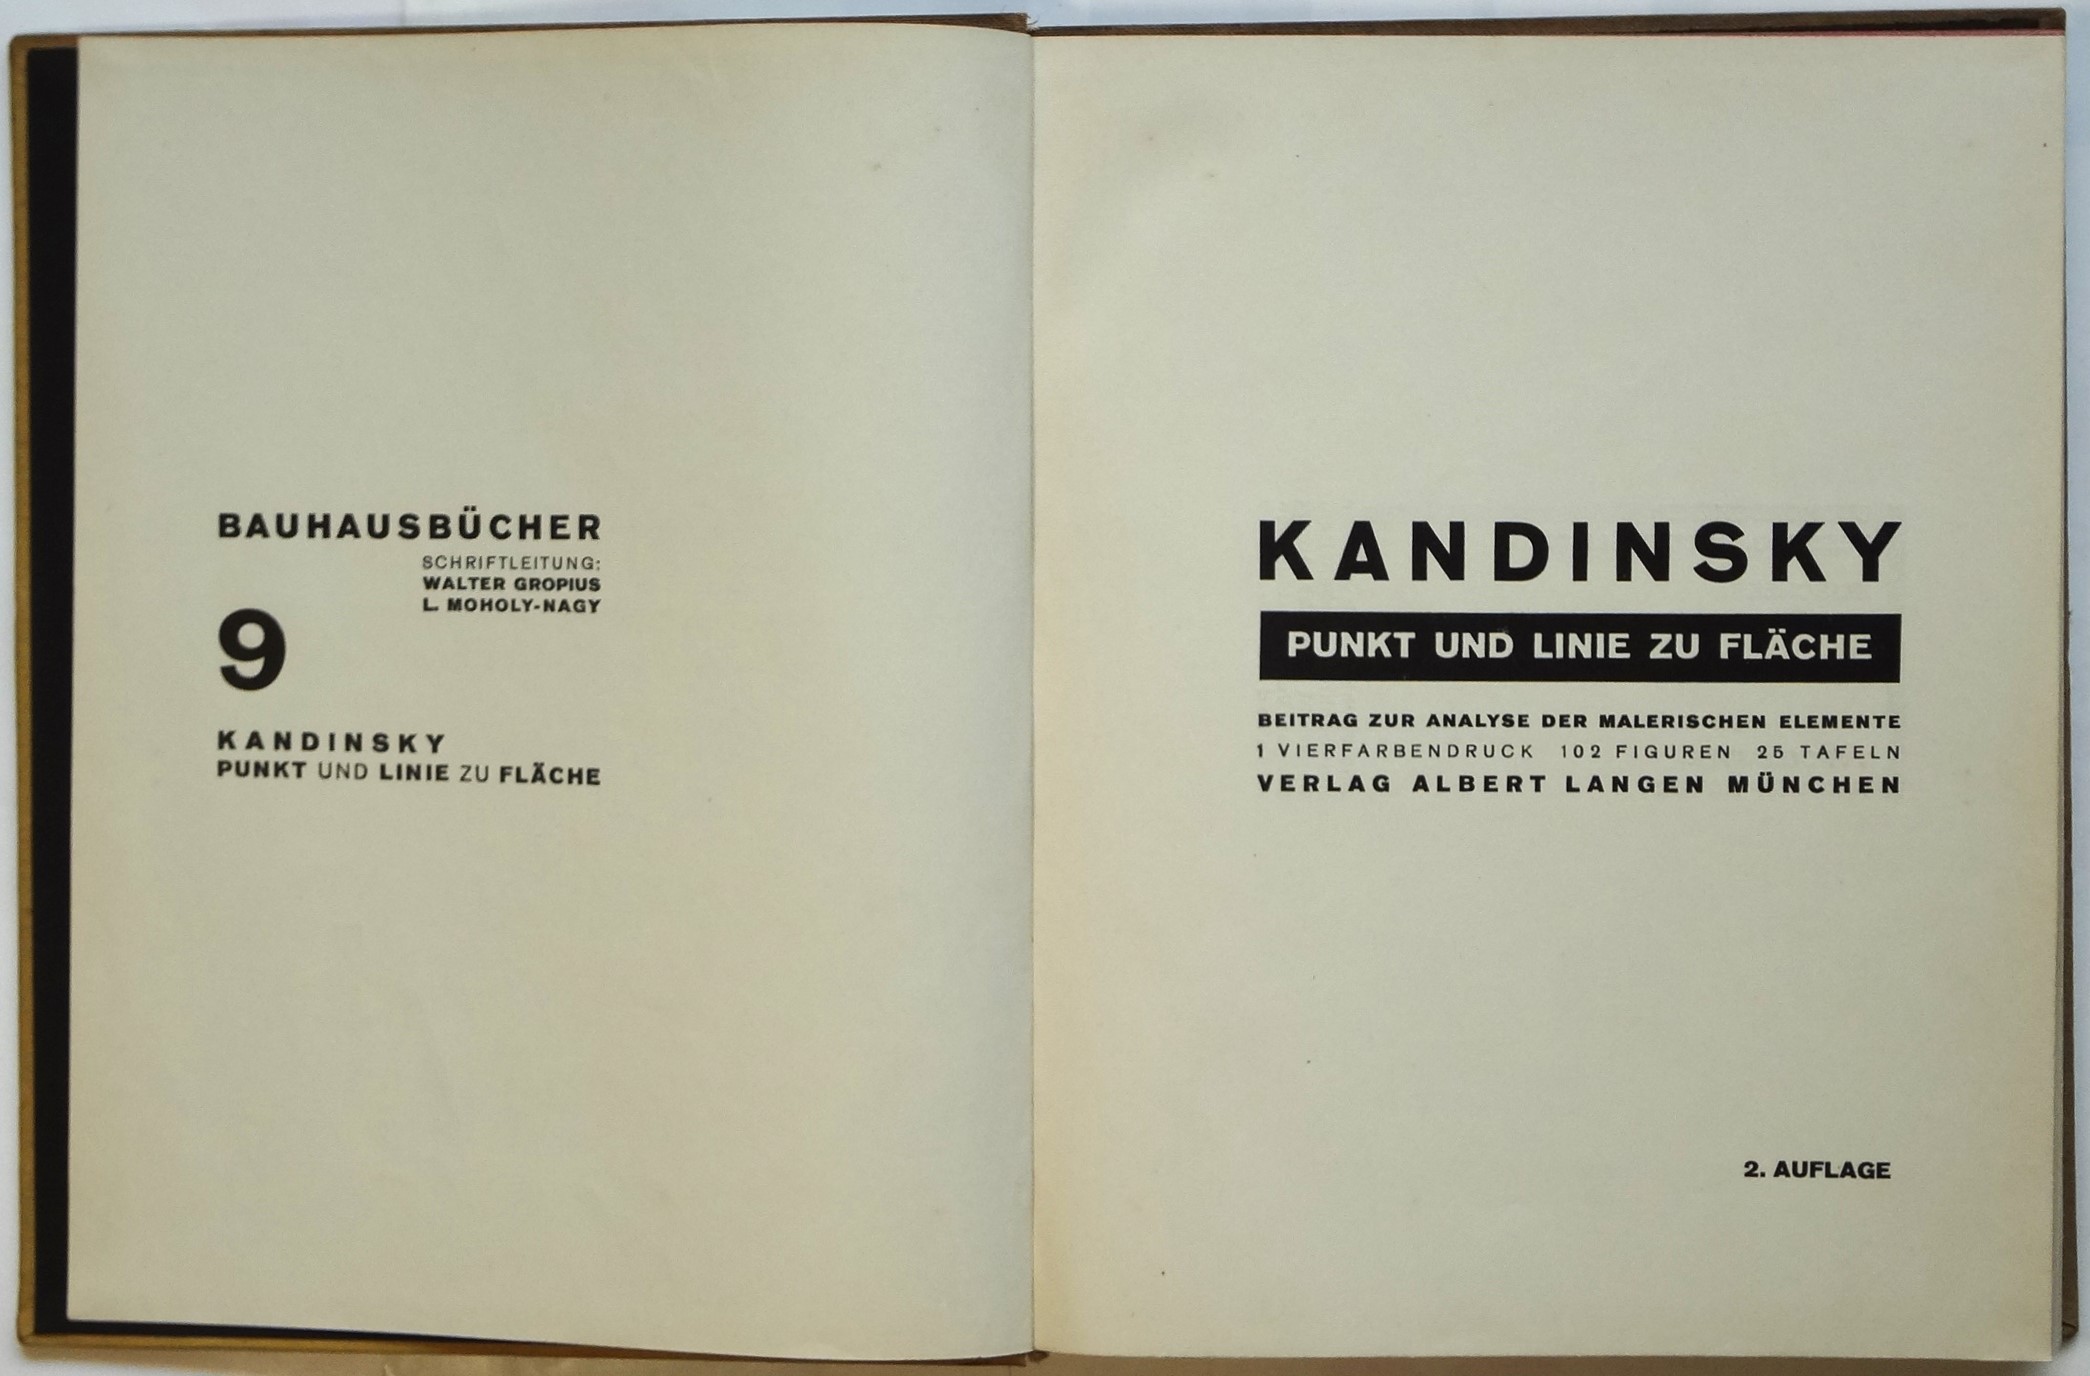 BAUHAUSBÜCHER
SCHRIFTLEITUNG:
WALTER GROPIUS
L. MOHOLY-NAGY
9
KANDINSKY
PUNKT UND LINIE ZU FLÄCHE
KANDINSKY
PUNKT UND LINIE ZU FLÄCHE
BEITRAG ZUR ANALYSE DER MALERISCHEN ELEMENTE
1 VIERFARBENDRUCK 102 FIGUREN 25 TAFELN
VERLAG ALBERT LANGEN MÜNCHEN
2. AUFLAGE